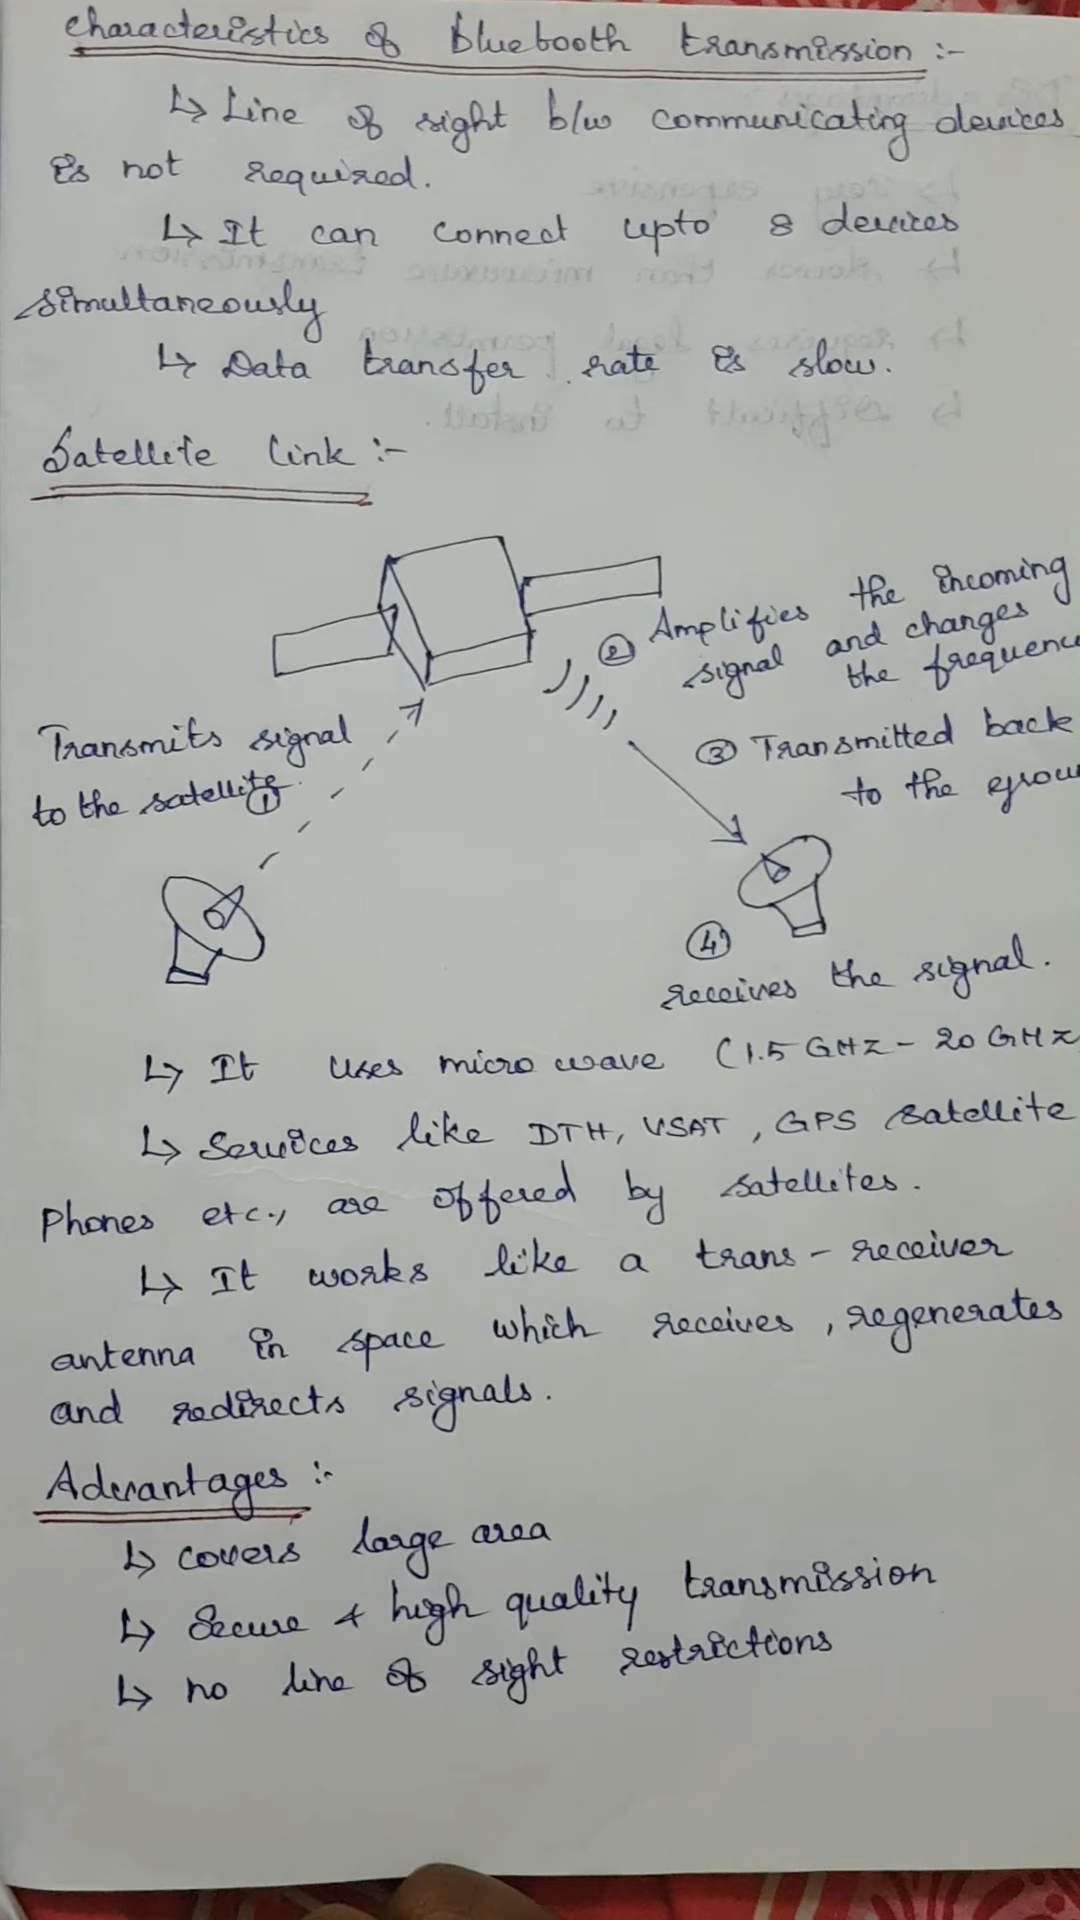 characteristics of bluebooth transmission :-
↳ Line of sight b/w communicating devices
is not required.
↳ It can connect upto 8 devices
simultaneously
↳ Data transfer rate is slow.
Satellite link :-
② Amplifies the incoming
signal and changes
the frequenc
Transmits signal
to the satellite ①
③ Transmitted back
to the grou
④
receives the signal.
↳ It uses micro wave (1.5 GHz - 20 GHz
↳ Services like DTH, VSAT, GPS satellite
Phones etc., are offered by satellites.
↳ It works like a trans - receiver
antenna in space which receives, regenerates
and redirects signals.
Advantages :-
↳ covers large area
↳ Secure & high quality transmission
↳ no line of sight restrictions